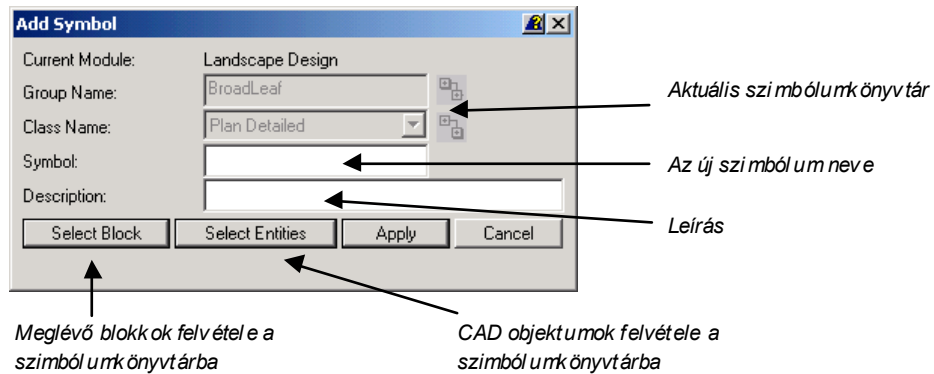 Add Symbol
Current Module: Landscape Design
Group Name: BroadLeaf
Class Name: Plan Detailed
Symbol:
Description:
Select Block Select Entities Apply Cancel
Aktuális szimbólumkönyvtár
Az új szimbólum neve
Leírás
Meglévő blokkok felvétele a
szimbólumkönyvtárba
CAD objektumok felvétele a
szimbólumkönyvtárba